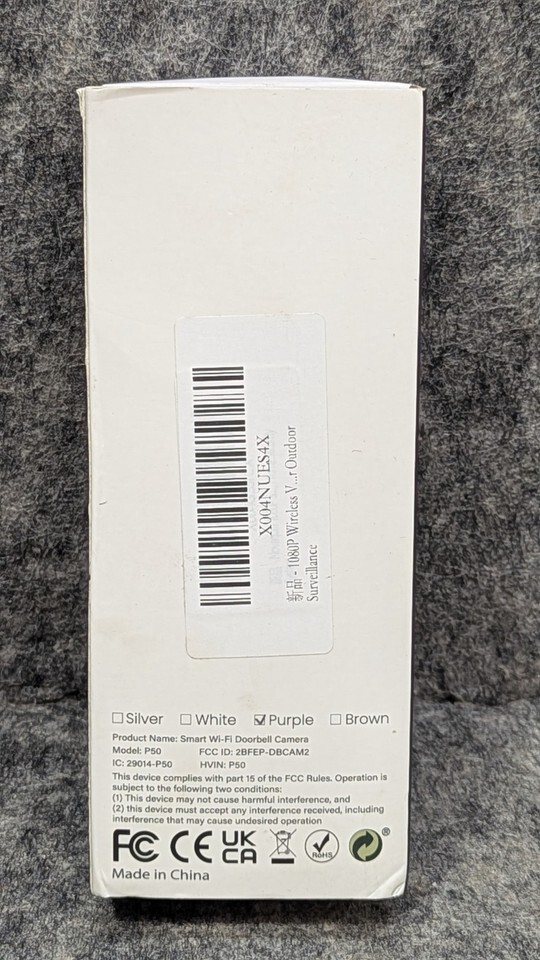 X004NUES4X
新品 - 1080P Wireless V...r Outdoor
Surveillance
Silver White Purple Brown
Product Name: Smart Wi-Fi Doorbell Camera
Model: P50 FCC ID: 2BFEP-DBCAM2
IC: 29014-P50 HVIN: P50
This device complies with part 15 of the FCC Rules. Operation is
subject to the following two conditions:
(1) This device may not cause harmful interference, and
(2) this device must accept any interference received, including
interference that may cause undesired operation
FC CE UK
CA RoHS ®
Made in China